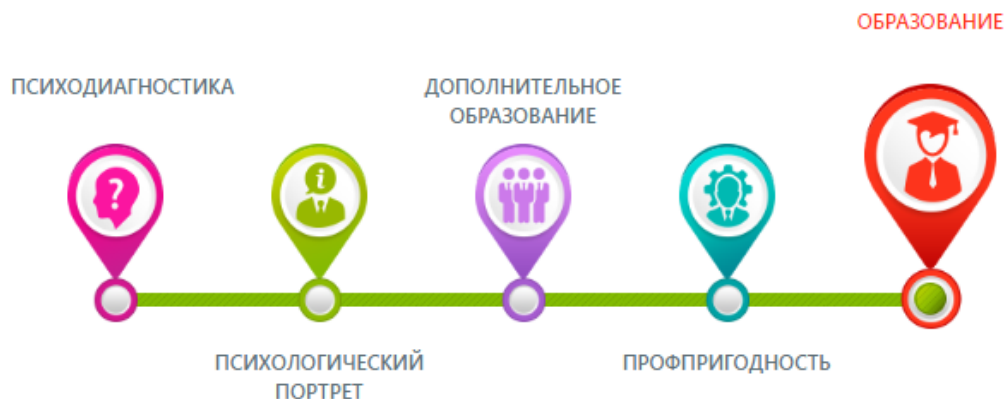 ОБРАЗОВАНИЕ
ПСИХОДИАГНОСТИКА
ДОПОЛНИТЕЛЬНОЕ
ОБРАЗОВАНИЕ
?
i
ПСИХОЛОГИЧЕСКИЙ
ПОРТРЕТ
ПРОФПРИГОДНОСТЬ